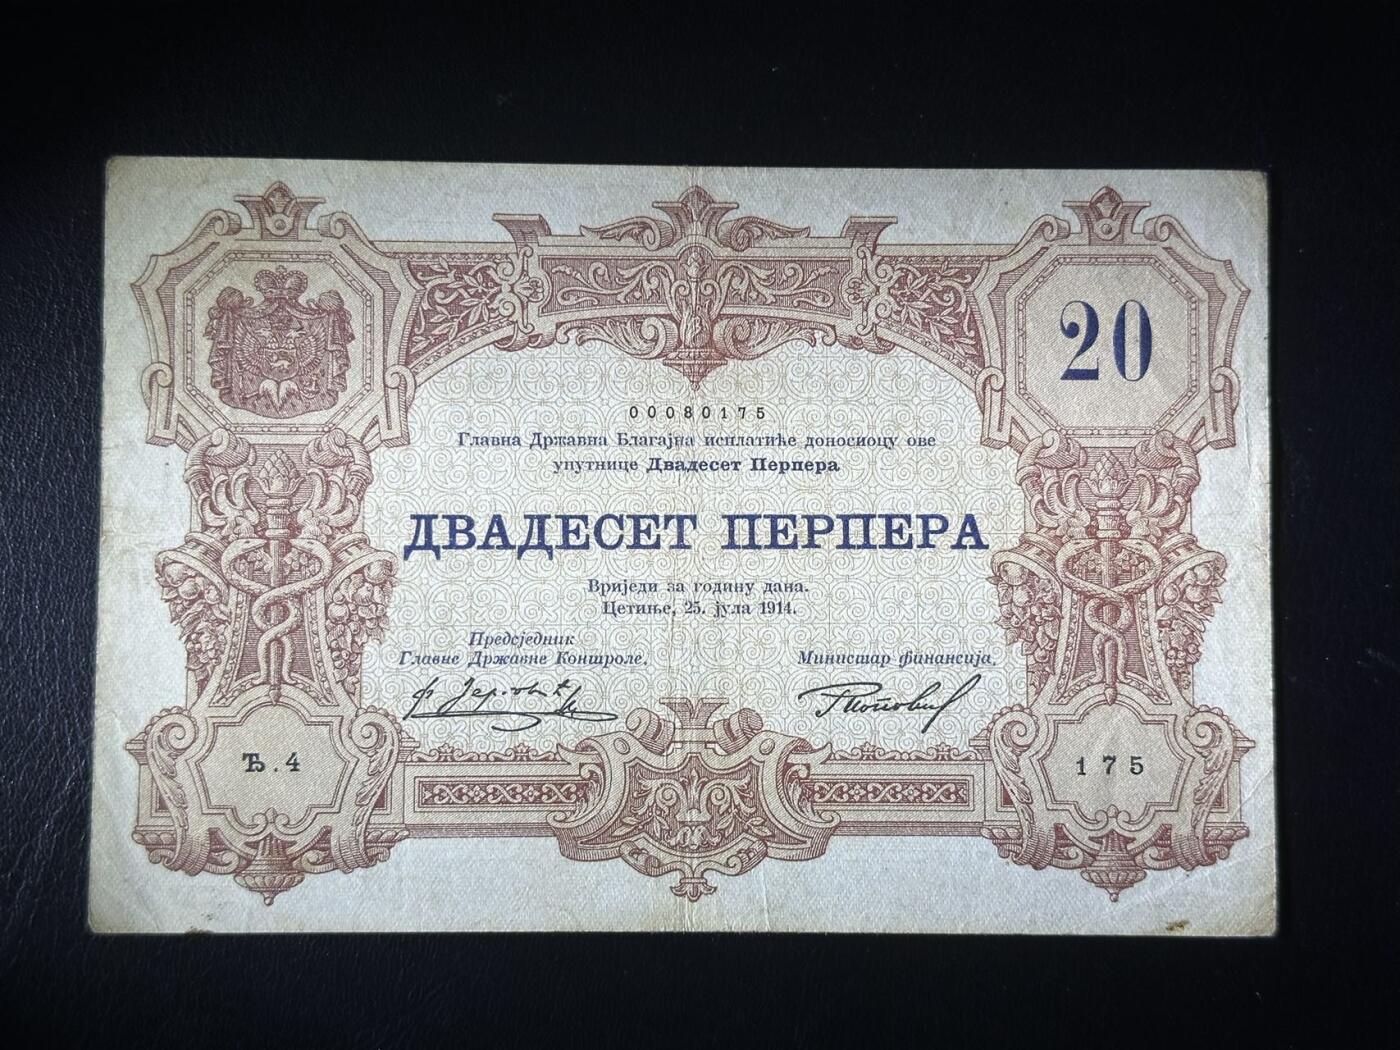 20
00080175
Главна Државна Благајна исплатиће доносиоцу ове
упутнице Двадесет Перпера
ДВАДЕСЕТ ПЕРПЕРА
Вриједи за годину дана.
Цетиње, 25. јула 1914.
Предсједник
Главне Државне Контроле.
Министар финансија.
Ђ.4
175